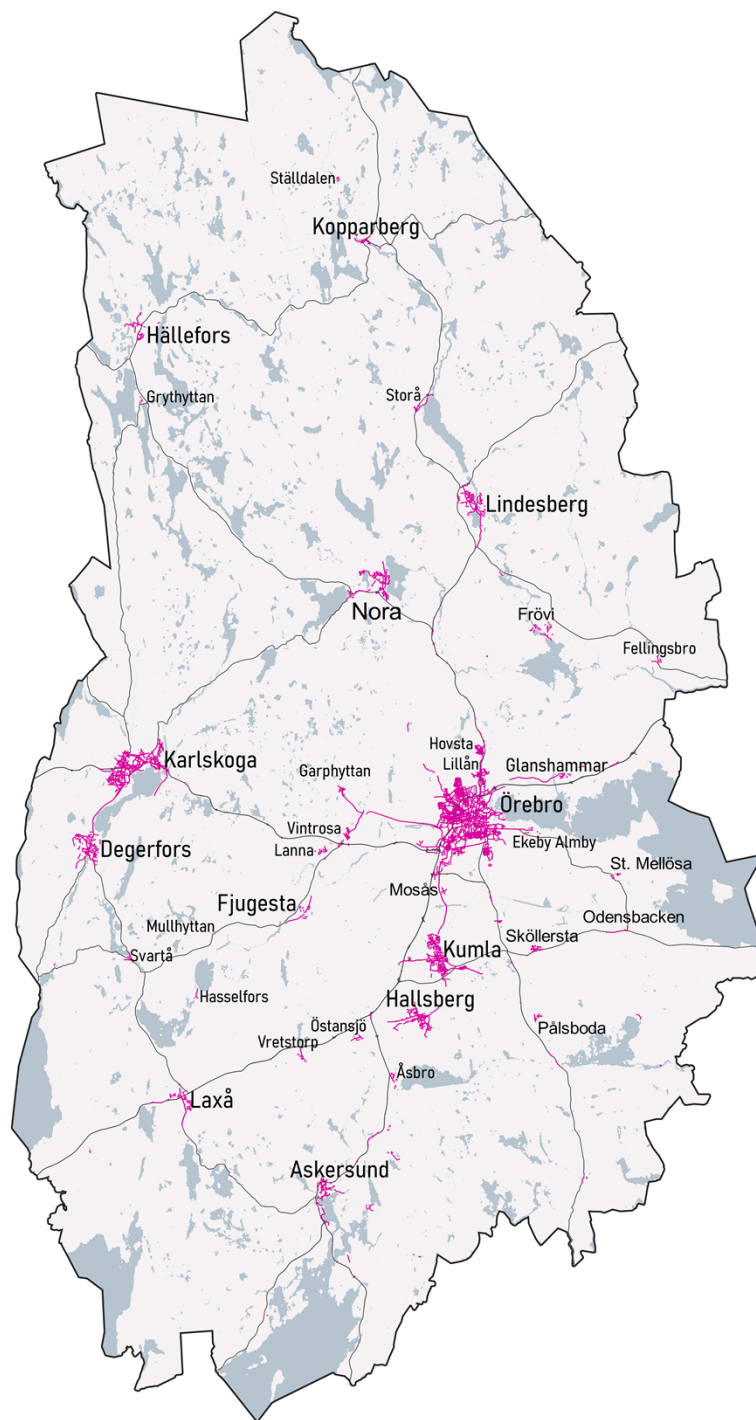 Ställdalen
Kopparberg
Hällefors
Grythyttan
Storå
Lindesberg
Nora
Frövi
Fellingsbro
Hovsta
Lillån
Karlskoga
Glanshammar
Garphyttan
Örebro
Vintrosa
Ekeby Almby
Degerfors
Lanna
St. Mellösa
Mosås
Fjugesta
Odensbacken
Mullhyttan
Sköllersta
Kumla
Svartå
Hasselfors
Hallsberg
Östansjö
Pålsboda
Vretstorp
Åsbro
Laxå
Askersund